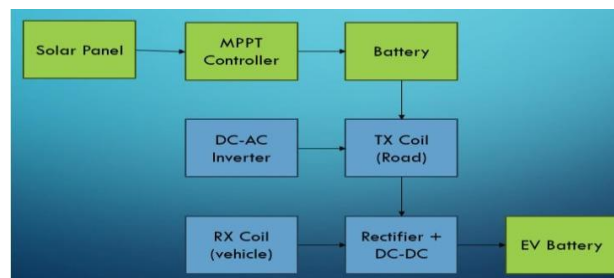 Solar Panel
MPPT
Controller
Battery
DC-AC
Inverter
TX Coil
(Road)
RX Coil
(vehicle)
Rectifier +
DC-DC
EV Battery